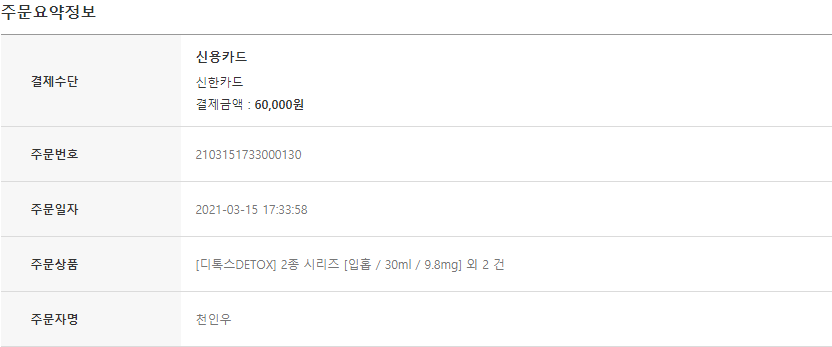 주문요약정보
결제수단
신용카드
신한카드
결제금액 : 60,000원
주문번호
2103151733000130
주문일자
2021-03-15 17:33:58
주문상품
[디톡스DETOX] 2종 시리즈 [입홉 / 30ml / 9.8mg] 외 2 건
주문자명
천인우